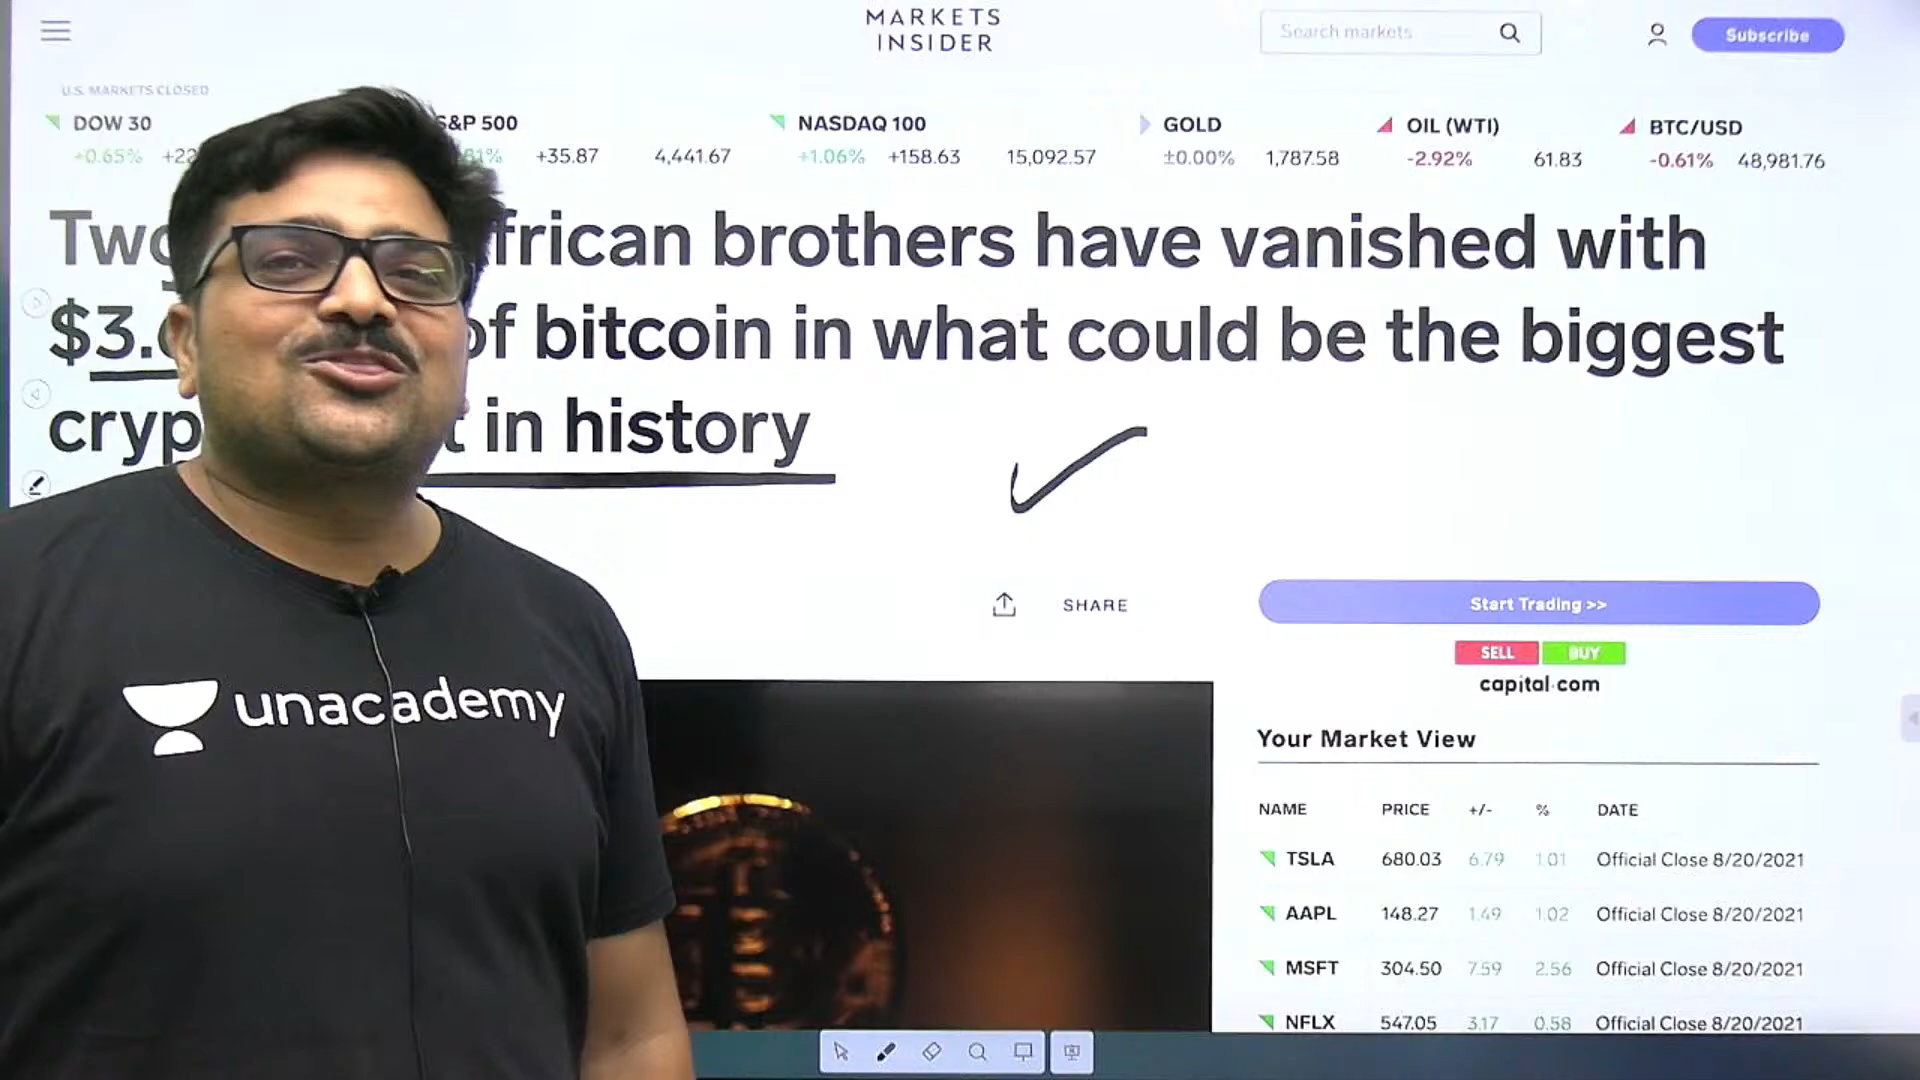 MARKETS
INSIDER
Search markets
Subscribe
U.S. MARKETS CLOSED
DOW 30
S&P 500
NASDAQ 100
GOLD
OIL (WTI)
BTC/USD
+0.65% +22
81% +35.87 4,441.67
+1.06% +158.63 15,092.57
±0.00% 1,787.58
-2.92% 61.83
-0.61% 48,981.76
Two frican brothers have vanished with
$3. of bitcoin in what could be the biggest
cryp t in history
SHARE
Start Trading >>
SELL BUY
capital.com
unacademy
Your Market View
NAME PRICE +/- % DATE
TSLA 680.03 6.79 1.01 Official Close 8/20/2021
AAPL 148.27 1.49 1.02 Official Close 8/20/2021
MSFT 304.50 7.59 2.56 Official Close 8/20/2021
NFLX 547.05 3.17 0.58 Official Close 8/20/2021